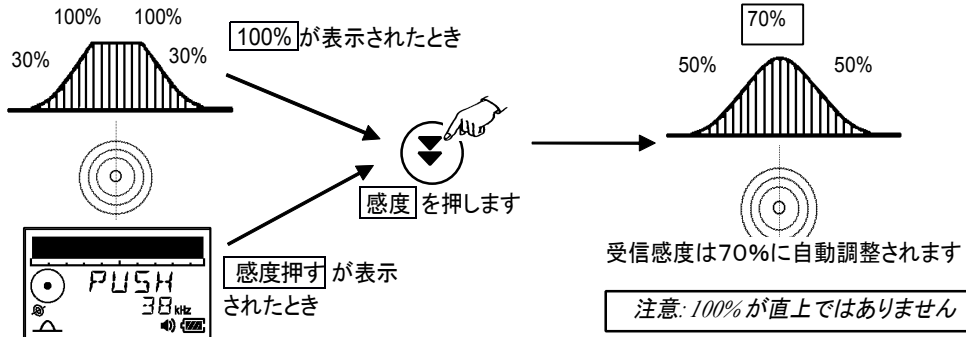 100% 100%
30% 30%
100% が表示されたとき
70%
50% 50%
感度 を押します
PUSH
38 kHz
感度押す が表示
されたとき
受信感度は70%に自動調整されます
注意: 100% が直上ではありません